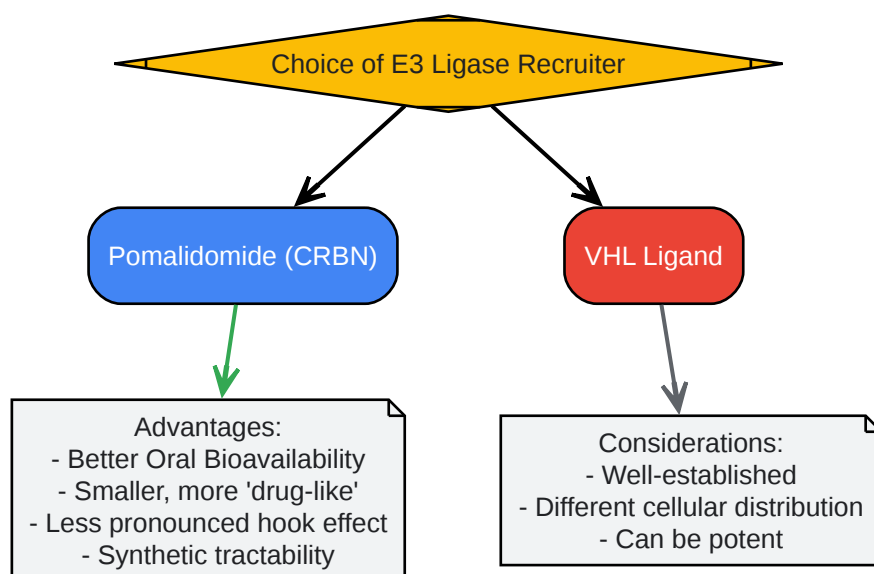 Choice of E3 Ligase Recruiter
Pomalidomide (CRBN)
VHL Ligand
Advantages:
- Better Oral Bioavailability
- Smaller, more 'drug-like'
- Less pronounced hook effect
- Synthetic tractability
Considerations:
- Well-established
- Different cellular distribution
- Can be potent